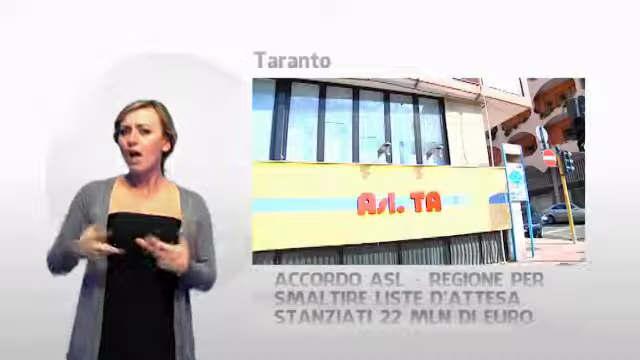 Taranto
Asl. TA
ACCORDO ASL - REGIONE PER
SMALTIRE LISTE D'ATTESA
STANZIATI 22 MLN DI EURO